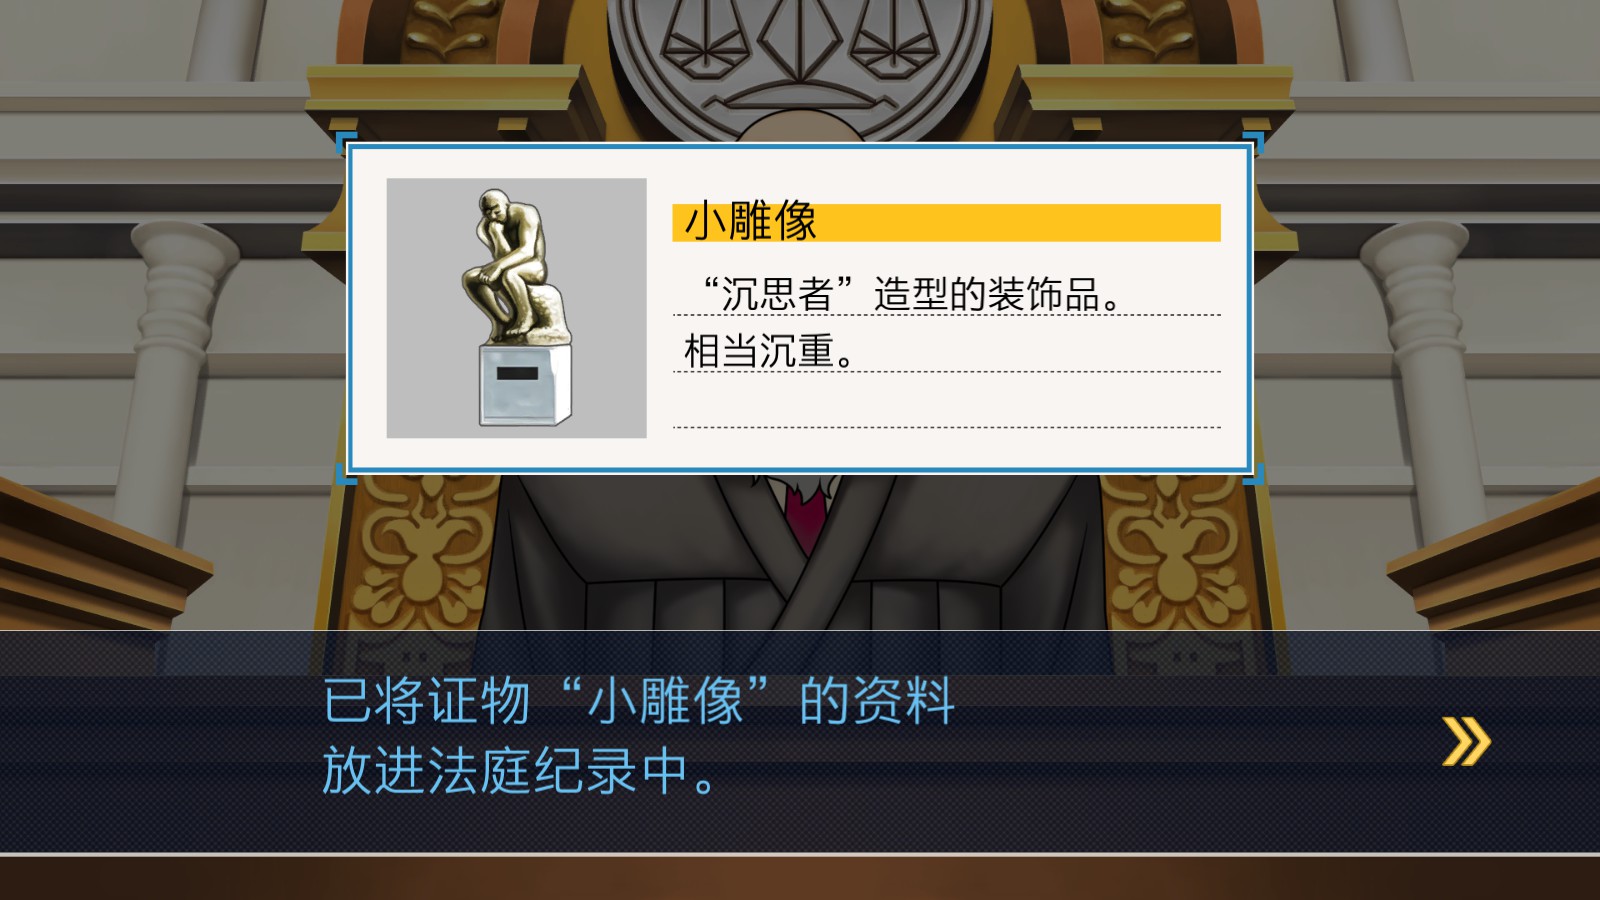 小雕像
“沉思者”造型的装饰品。
相当沉重。
已将证物“小雕像”的资料
放进法庭纪录中。